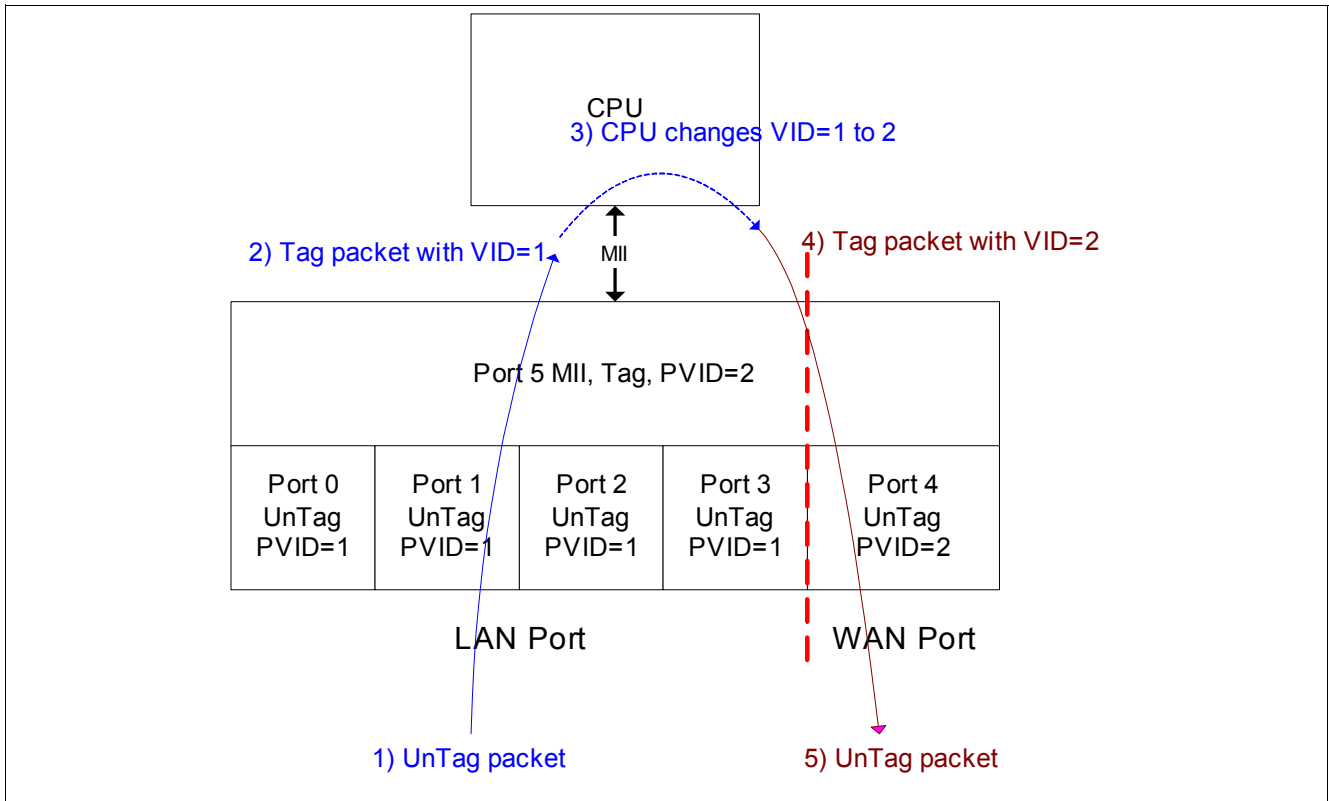 CPU
3) CPU changes VID=1 to 2
2) Tag packet with VID=1
MII
4) Tag packet with VID=2
Port 5 MII, Tag, PVID=2
Port 0
UnTag
PVID=1
Port 1
UnTag
PVID=1
Port 2
UnTag
PVID=1
Port 3
UnTag
PVID=1
Port 4
UnTag
PVID=2
LAN Port
WAN Port
1) UnTag packet
5) UnTag packet